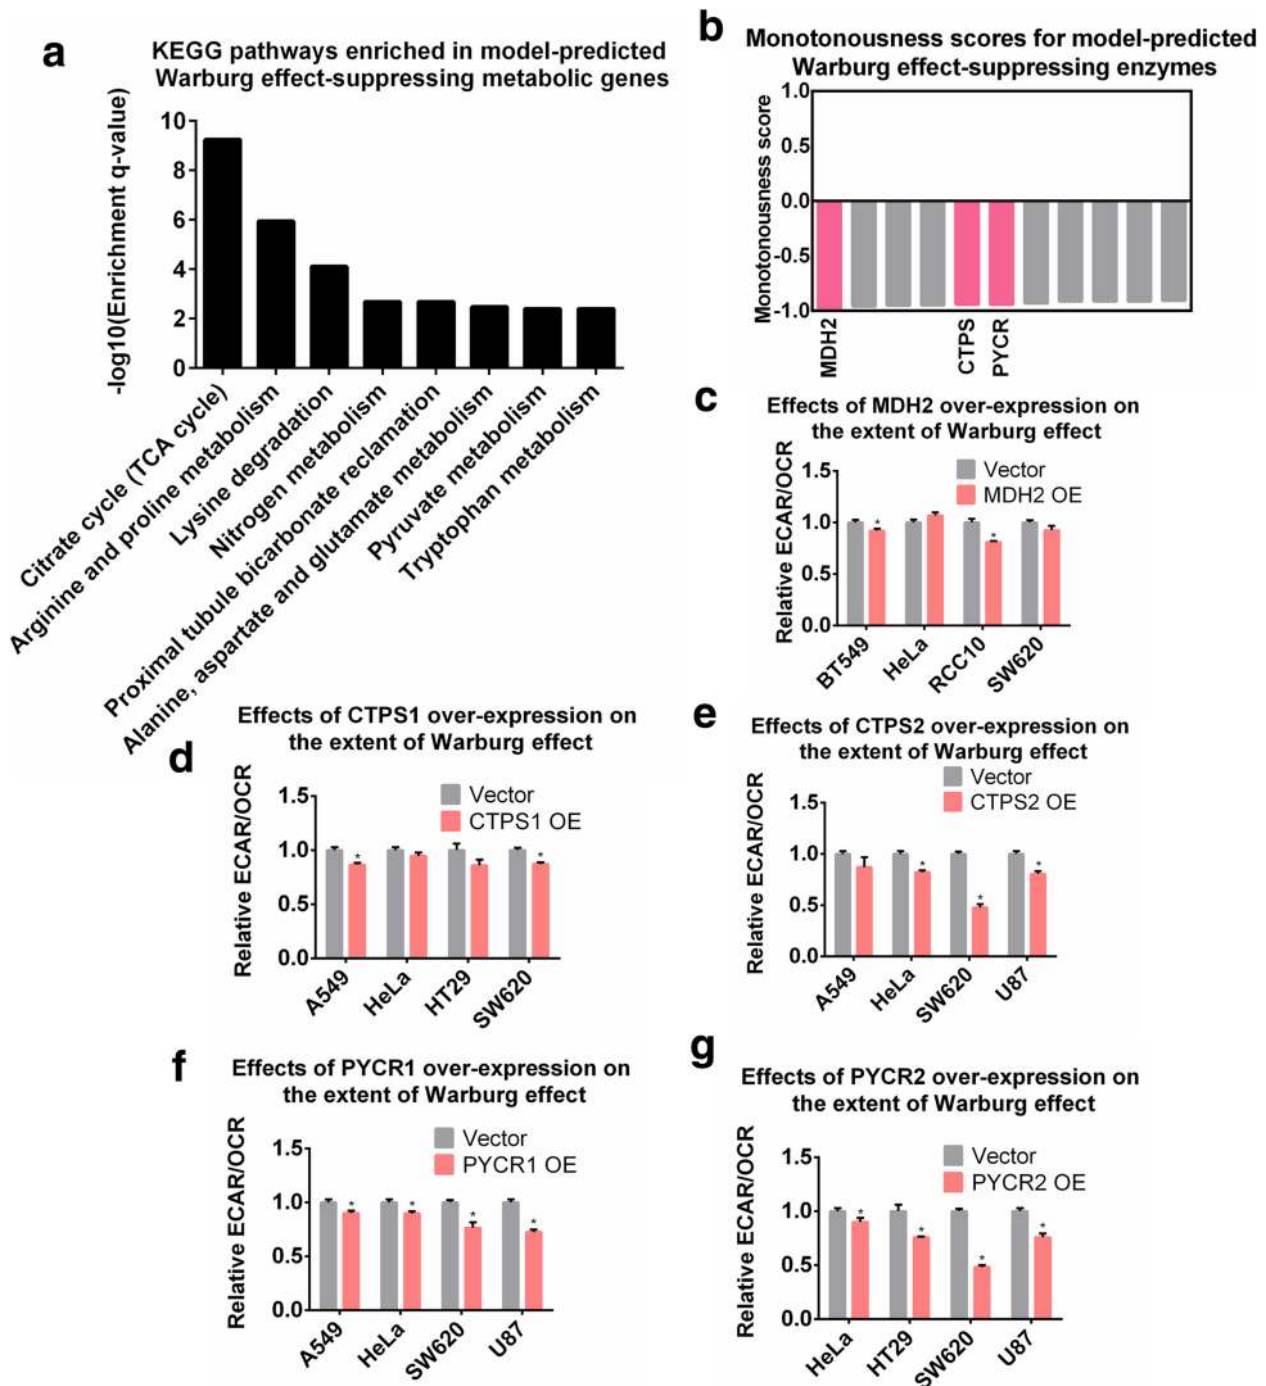 a
KEGG pathways enriched in model-predicted
Warburg effect-suppressing metabolic genes
-log10(Enrichment q-value)
10
8
6
4
2
0
Citrate cycle (TCA cycle)
Arginine and proline metabolism
Lysine degradation
Nitrogen metabolism
Proximal tubule bicarbonate reclamation
Alanine, aspartate and glutamate metabolism
Pyruvate metabolism
Tryptophan metabolism
b
Monotonousness scores for model-predicted
Warburg effect-suppressing enzymes
Monotonousness score
1.0
0.5
0.0
-0.5
-1.0
MDH2
CTPS
PYCR
c
Effects of MDH2 over-expression on
the extent of Warburg effect
Relative ECAR/OCR
1.5
1.0
0.5
0.0
Vector
MDH2 OE
*
*
BT549
HeLa
RCC10
SW620
d
Effects of CTPS1 over-expression on
the extent of Warburg effect
Relative ECAR/OCR
1.5
1.0
0.5
0.0
Vector
CTPS1 OE
*
*
A549
HeLa
HT29
SW620
e
Effects of CTPS2 over-expression on
the extent of Warburg effect
Relative ECAR/OCR
1.5
1.0
0.5
0.0
Vector
CTPS2 OE
*
*
*
A549
HeLa
SW620
U87
f
Effects of PYCR1 over-expression on
the extent of Warburg effect
Relative ECAR/OCR
1.5
1.0
0.5
0.0
Vector
PYCR1 OE
*
*
*
*
A549
HeLa
SW620
U87
g
Effects of PYCR2 over-expression on
the extent of Warburg effect
Relative ECAR/OCR
1.5
1.0
0.5
0.0
Vector
PYCR2 OE
*
*
*
*
HeLa
HT29
SW620
U87